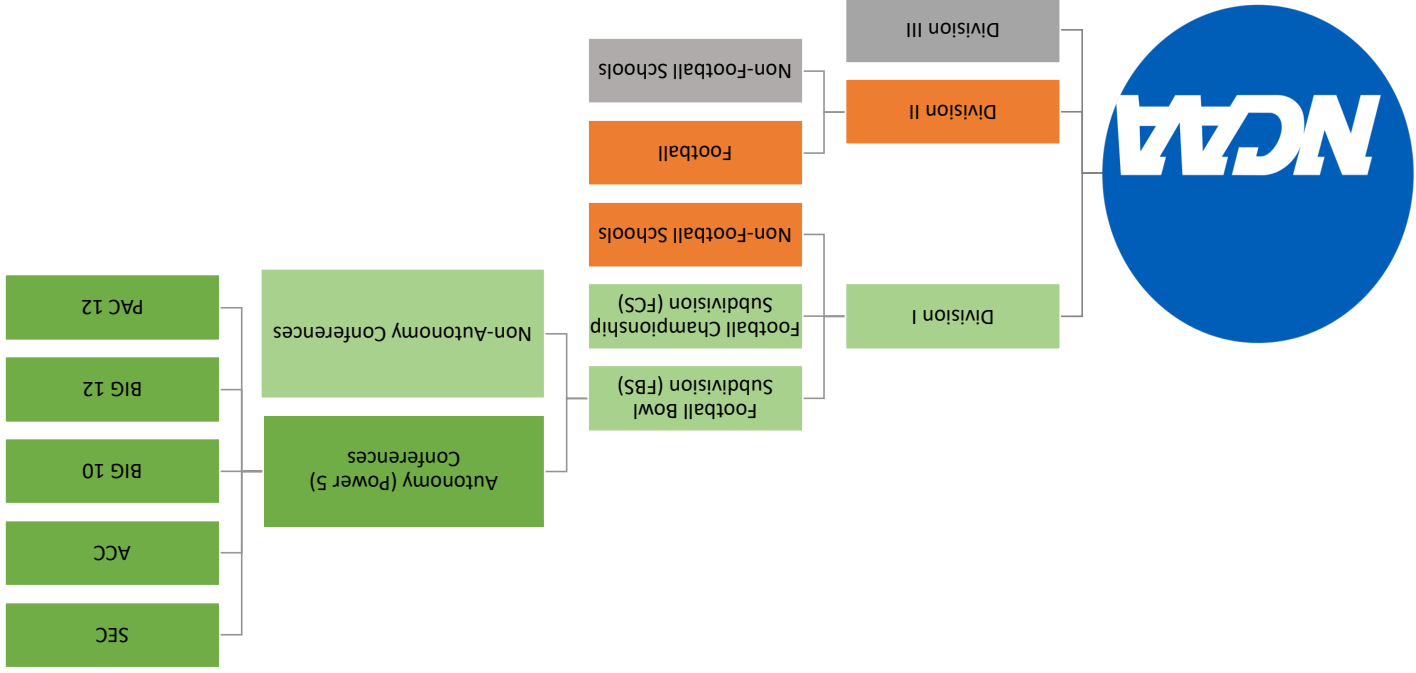 NCAA
Division I
Football Bowl
Subdivision (FBS)
Autonomy (Power 5)
Conferences
SEC
ACC
BIG 10
BIG 12
PAC 12
Non-Autonomy Conferences
Football Championship
Subdivision (FCS)
Non-Football Schools
Division II
Football
Non-Football Schools
Division III